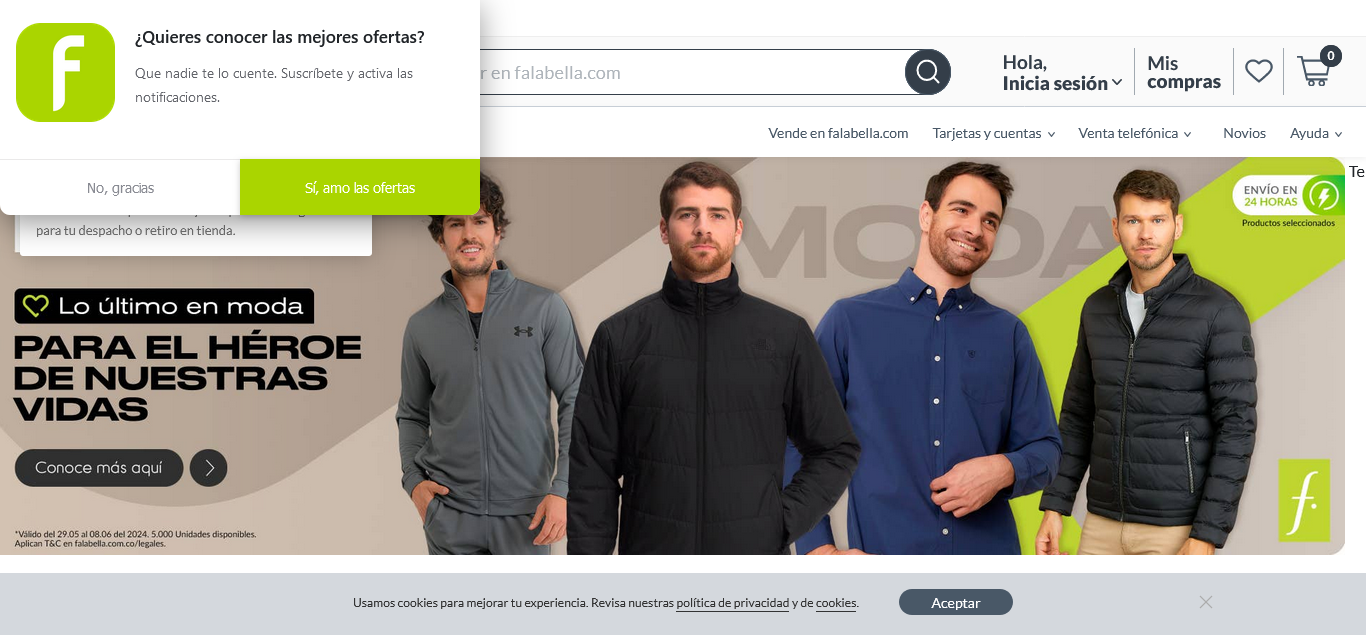 ¿Quieres conocer las mejores ofertas?
Que nadie te lo cuente. Suscríbete y activa las
notificaciones.
No, gracias
Sí, amo las ofertas
en falabella.com
Hola,
Inicia sesión
Mis
compras
0
Vende en falabella.com
Tarjetas y cuentas
Venta telefónica
Novios
Ayuda
para tu despacho o retiro en tienda.
Te
MODA
ENVÍO EN
24 HORAS
Productos seleccionados
Lo último en moda
PARA EL HÉROE
DE NUESTRAS
VIDAS
Conoce más aquí
*Válido del 29.05 al 08.06 del 2024. 5.000 Unidades disponibles.
Aplican T&C en falabella.com.co/legales.
f
Usamos cookies para mejorar tu experiencia. Revisa nuestras política de privacidad y de cookies.
Aceptar